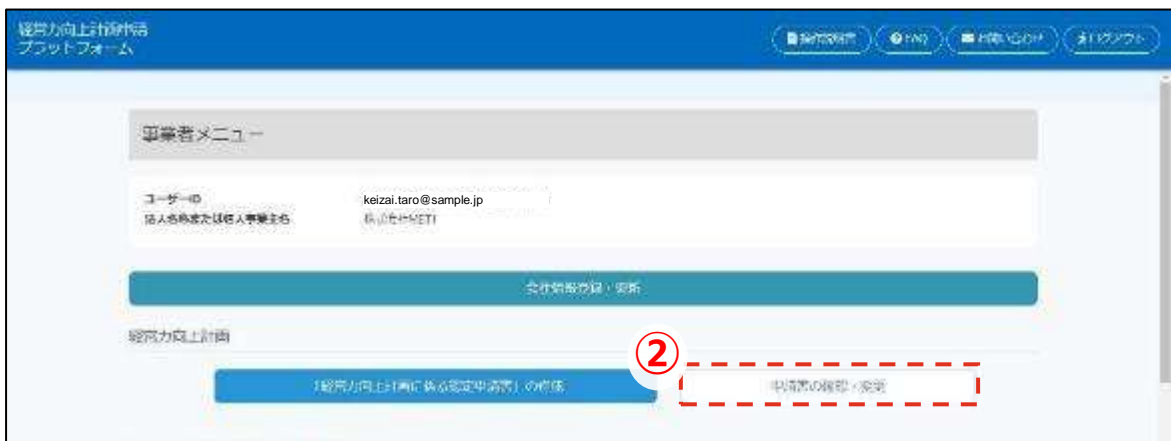 経営力向上計画申請
プラットフォーム
操作説明書
FAQ
お問い合わせ
ログアウト
事業者メニュー
ユーザーID
keizai.taro@sample.jp
法人名称または個人事業主名
株式会社METI
会社情報登録・更新
経営力向上計画
②
「経営力向上計画に係る認定申請書」の作成
申請書の確認・変更